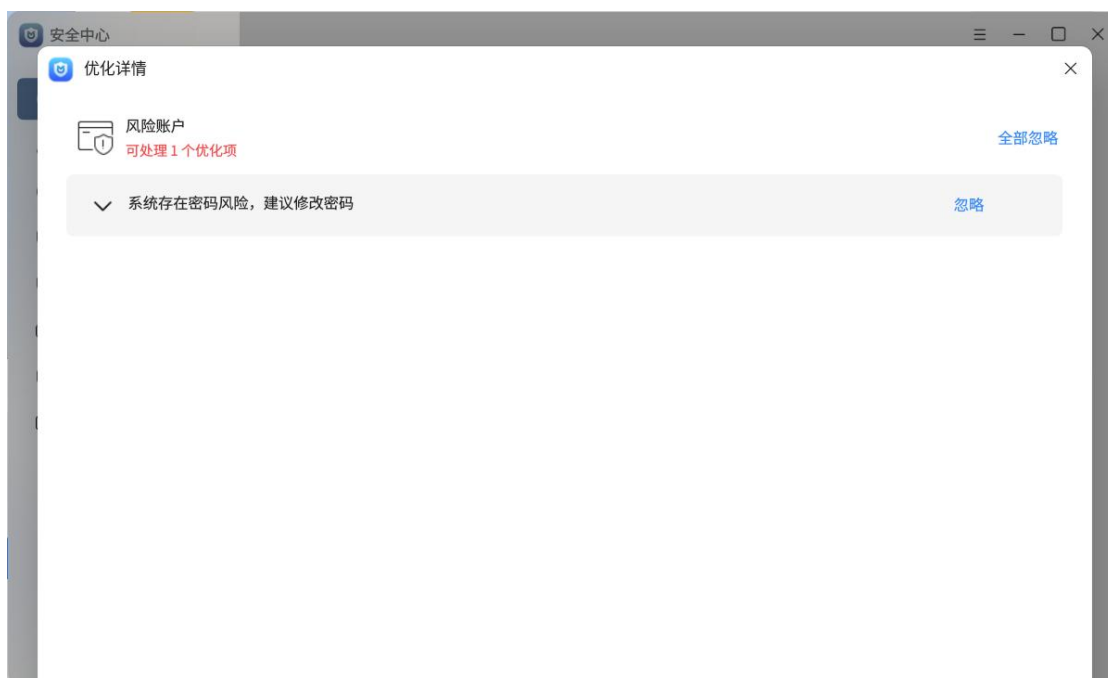 安全中心
优化详情
风险账户
可处理 1 个优化项
全部忽略
系统存在密码风险，建议修改密码
忽略